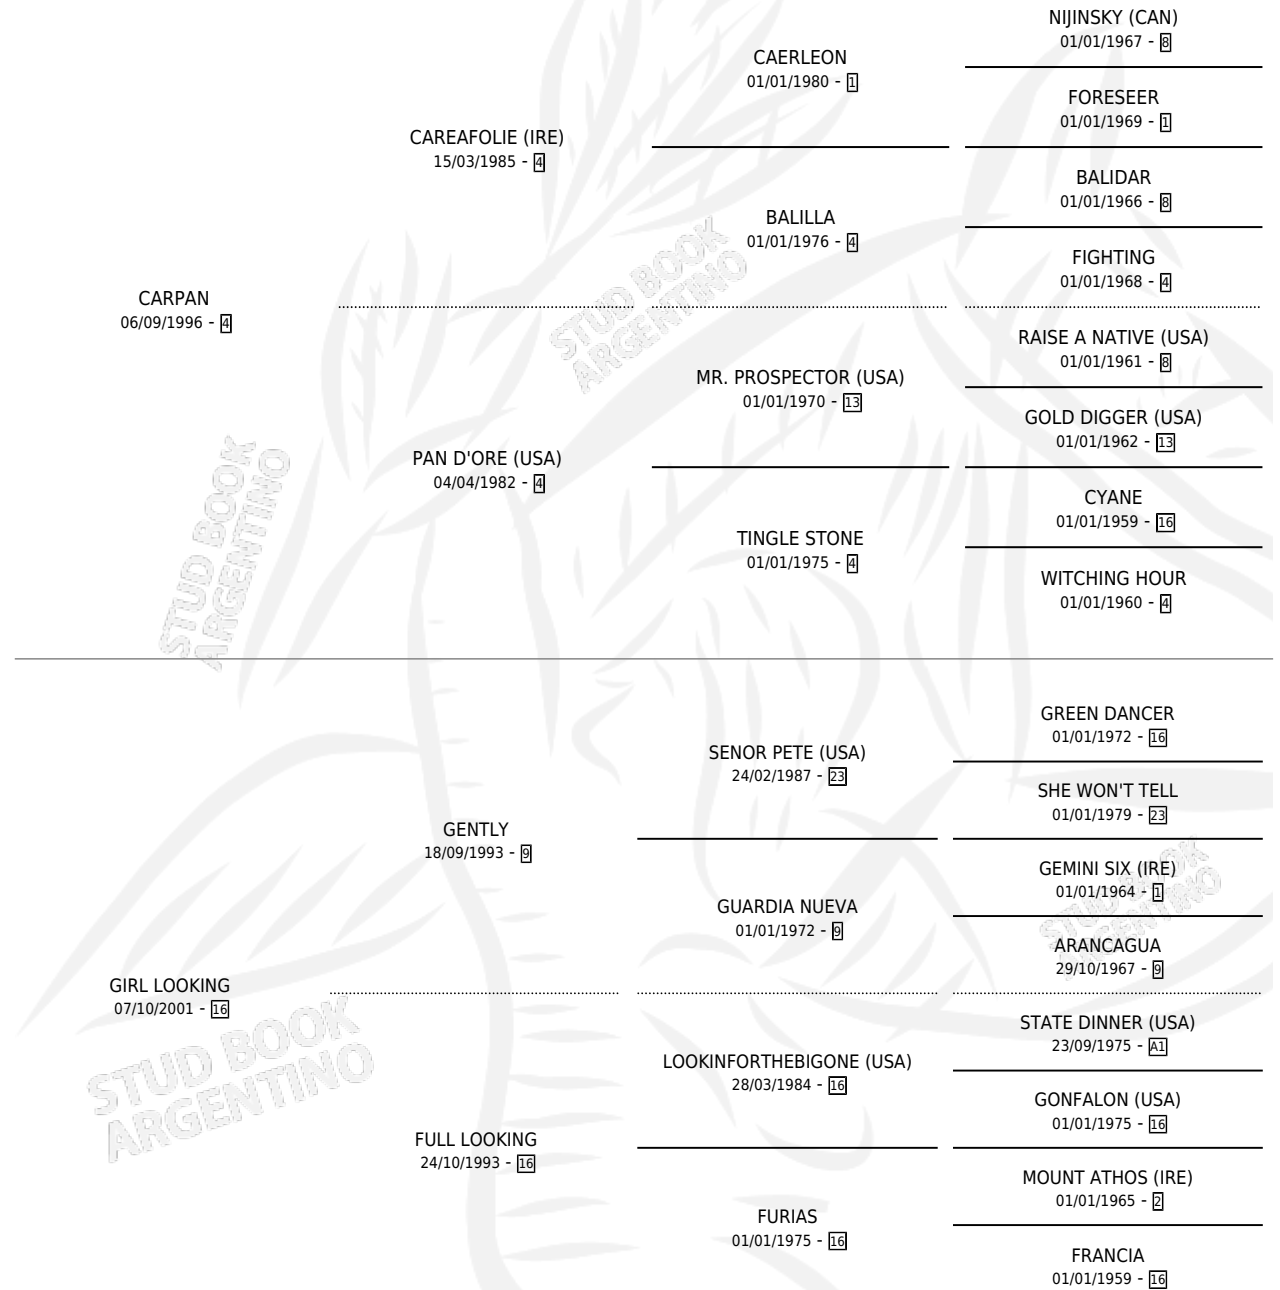 NIJINSKY (CAN)
01/01/1967 - 8
CAERLEON
01/01/1980 - 1
FORESEER
01/01/1969 - 1
CAREAFOLIE (IRE)
15/03/1985 - 4
BALIDAR
01/01/1966 - 8
BALILLA
01/01/1976 - 4
FIGHTING
01/01/1968 - 4
CARPAN
06/09/1996 - 4
STUD BOOK
ARGENTINO
RAISE A NATIVE (USA)
01/01/1961 - 8
MR. PROSPECTOR (USA)
01/01/1970 - 13
GOLD DIGGER (USA)
01/01/1962 - 13
PAN D'ORE (USA)
04/04/1982 - 4
CYANE
01/01/1959 - 16
TINGLE STONE
01/01/1975 - 4
WITCHING HOUR
01/01/1960 - 4
STUD BOOK
ARGENTINO
GREEN DANCER
01/01/1972 - 16
SENOR PETE (USA)
24/02/1987 - 23
SHE WON'T TELL
01/01/1979 - 23
GENTLY
18/09/1993 - 9
GEMINI SIX (IRE)
01/01/1964 - 1
GUARDIA NUEVA
01/01/1972 - 9
STUD BOOK
ARGENTINO
ARANCAGUA
29/10/1967 - 9
GIRL LOOKING
07/10/2001 - 16
STATE DINNER (USA)
23/09/1975 - A1
LOOKINFORTHEBIGONE (USA)
28/03/1984 - 16
GONFALON (USA)
01/01/1975 - 16
STUD BOOK
ARGENTINO
FULL LOOKING
24/10/1993 - 16
MOUNT ATHOS (IRE)
01/01/1965 - 2
FURIAS
01/01/1975 - 16
FRANCIA
01/01/1959 - 16